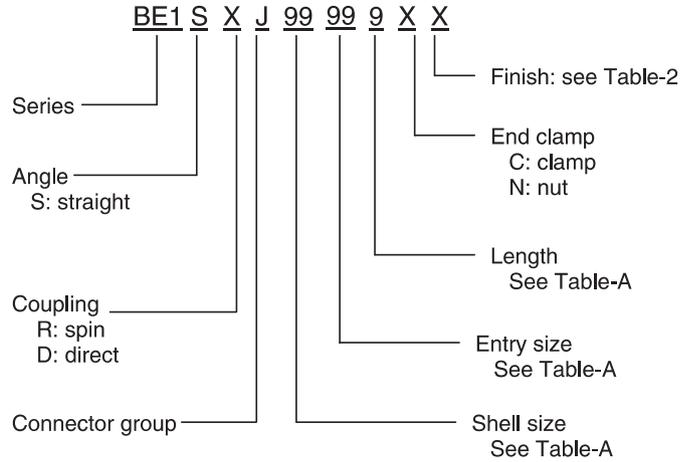 BE1 S X J 99 99 9 X X
Series
Angle
S: straight
Coupling
R: spin
D: direct
Connector group
Finish: see Table-2
End clamp
C: clamp
N: nut
Length
See Table-A
Entry size
See Table-A
Shell size
See Table-A